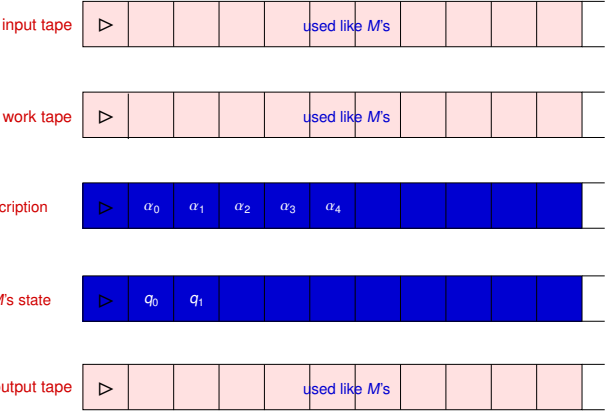 input tape ▷ used like M's
work tape ▷ used like M's
cription ▷ α₀ α₁ α₂ α₃ α₄
's state ▷ q₀ q₁
utput tape ▷ used like M's